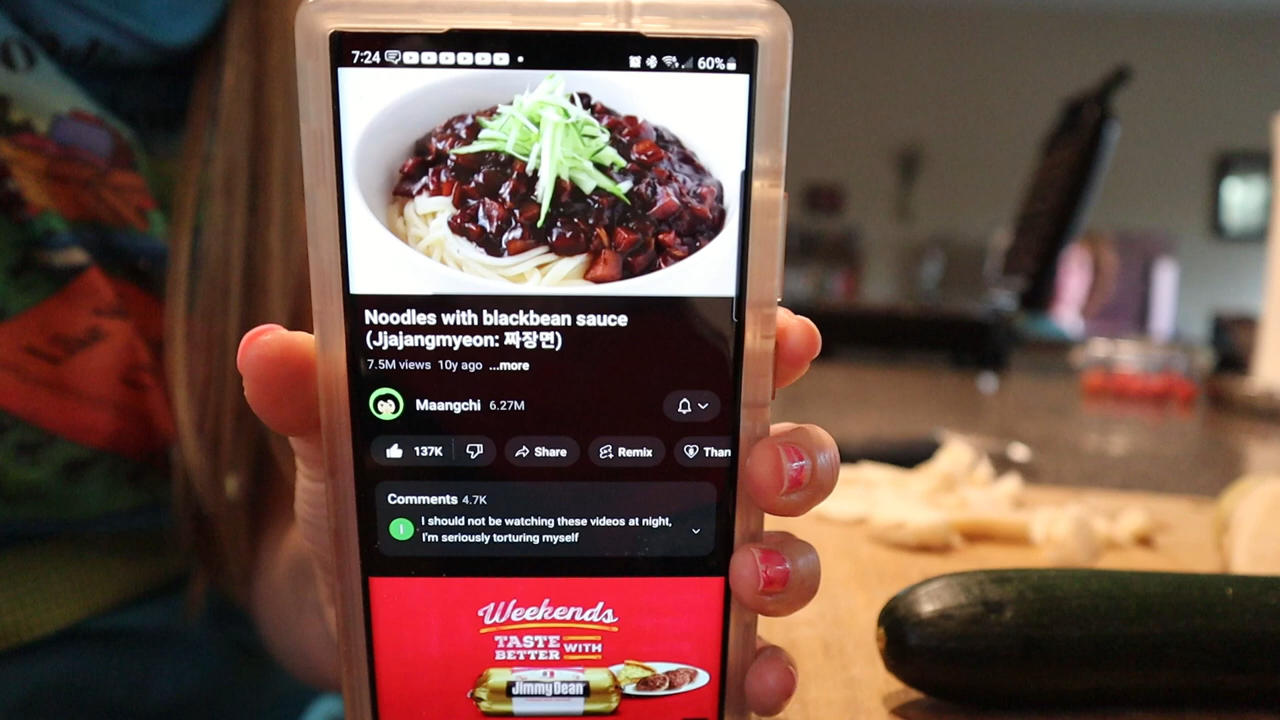 7:24
60%
Noodles with blackbean sauce
(Jjajangmyeon: 짜장면)
7.5M views 10y ago ...more
Maangchi 6.27M
137K Share Remix Than
Comments 4.7K
I
I should not be watching these videos at night,
I'm seriously torturing myself
Weekends
TASTE
BETTER WITH
Jimmy Dean